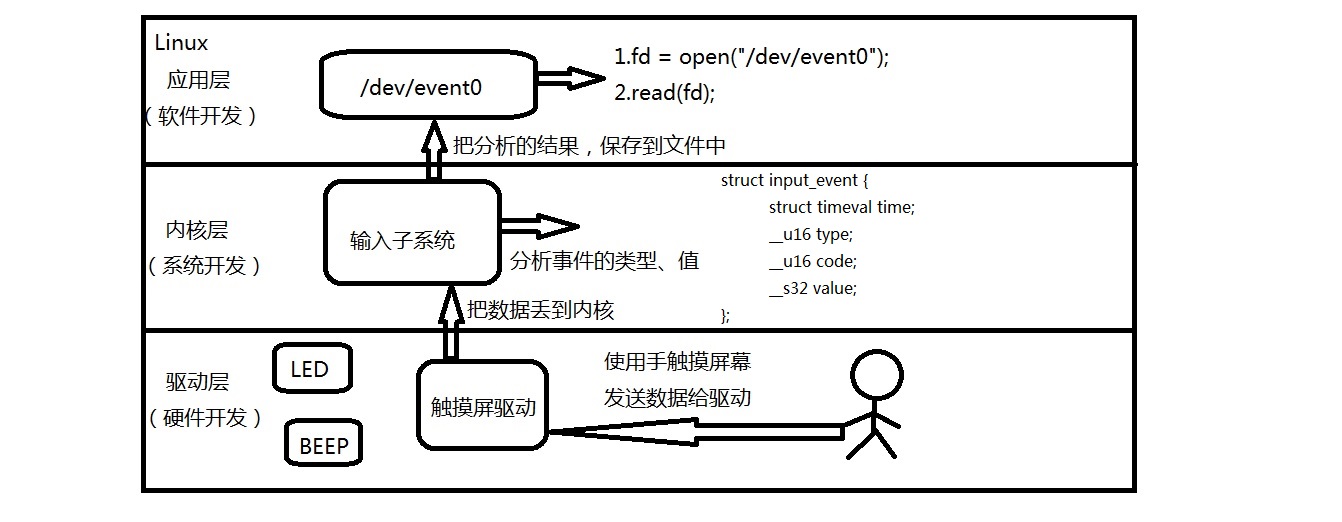 Linux
应用层
（软件开发）
/dev/event0
1.fd = open("/dev/event0");
2.read(fd);
把分析的结果，保存到文件中
内核层
（系统开发）
输入子系统
分析事件的类型、值
struct input_event {
struct timeval time;
__u16 type;
__u16 code;
__s32 value;
};
把数据丢到内核
驱动层
（硬件开发）
LED
BEEP
触摸屏驱动
使用手触摸屏幕
发送数据给驱动